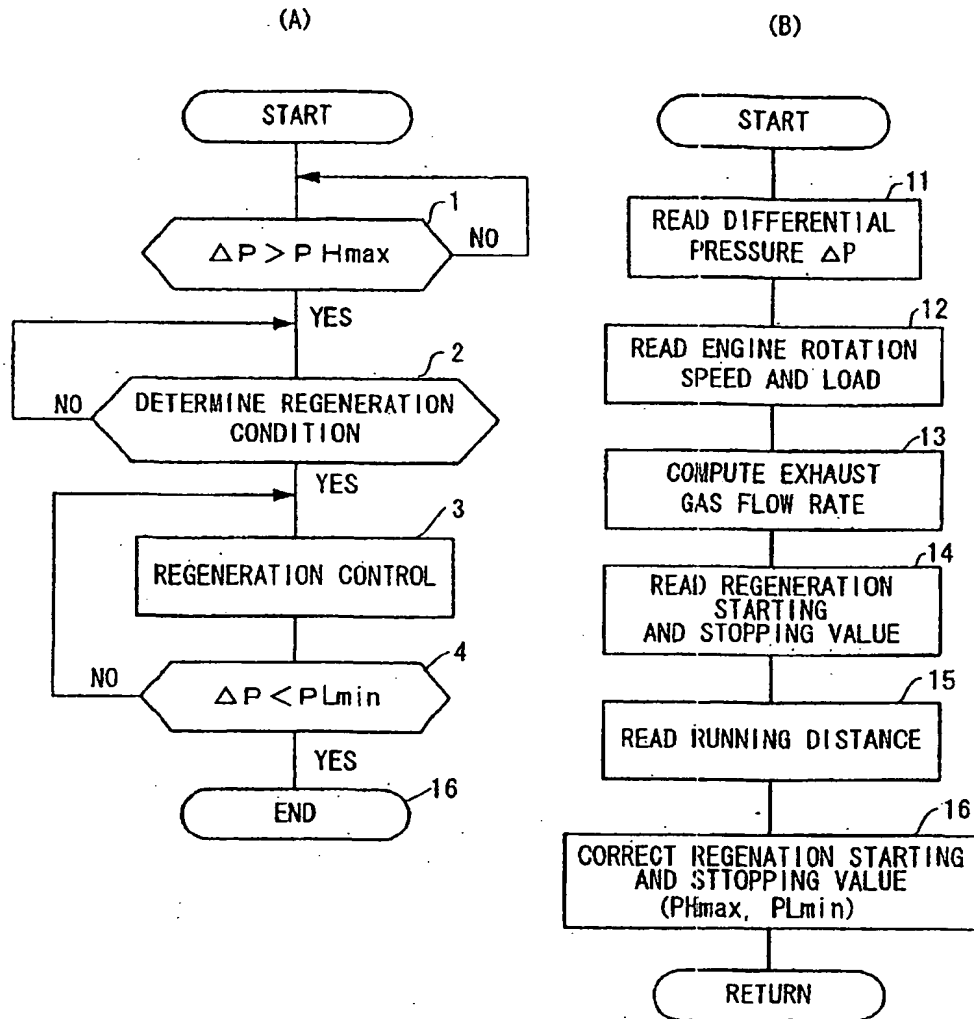 (A)
START
1
ΔP > PHmax
NO
YES
2
DETERMINE REGENERATION
CONDITION
NO
YES
3
REGENERATION CONTROL
4
ΔP < PLmin
NO
YES
16
END
(B)
START
11
READ DIFFERENTIAL
PRESSURE ΔP
12
READ ENGINE ROTATION
SPEED AND LOAD
13
COMPUTE EXHAUST
GAS FLOW RATE
14
READ REGENERATION
STARTING
AND STOPPING VALUE
15
READ RUNNING DISTANCE
16
CORRECT REGENATION STARTING
AND STTOPPING VALUE
(PHmax, PLmin)
RETURN